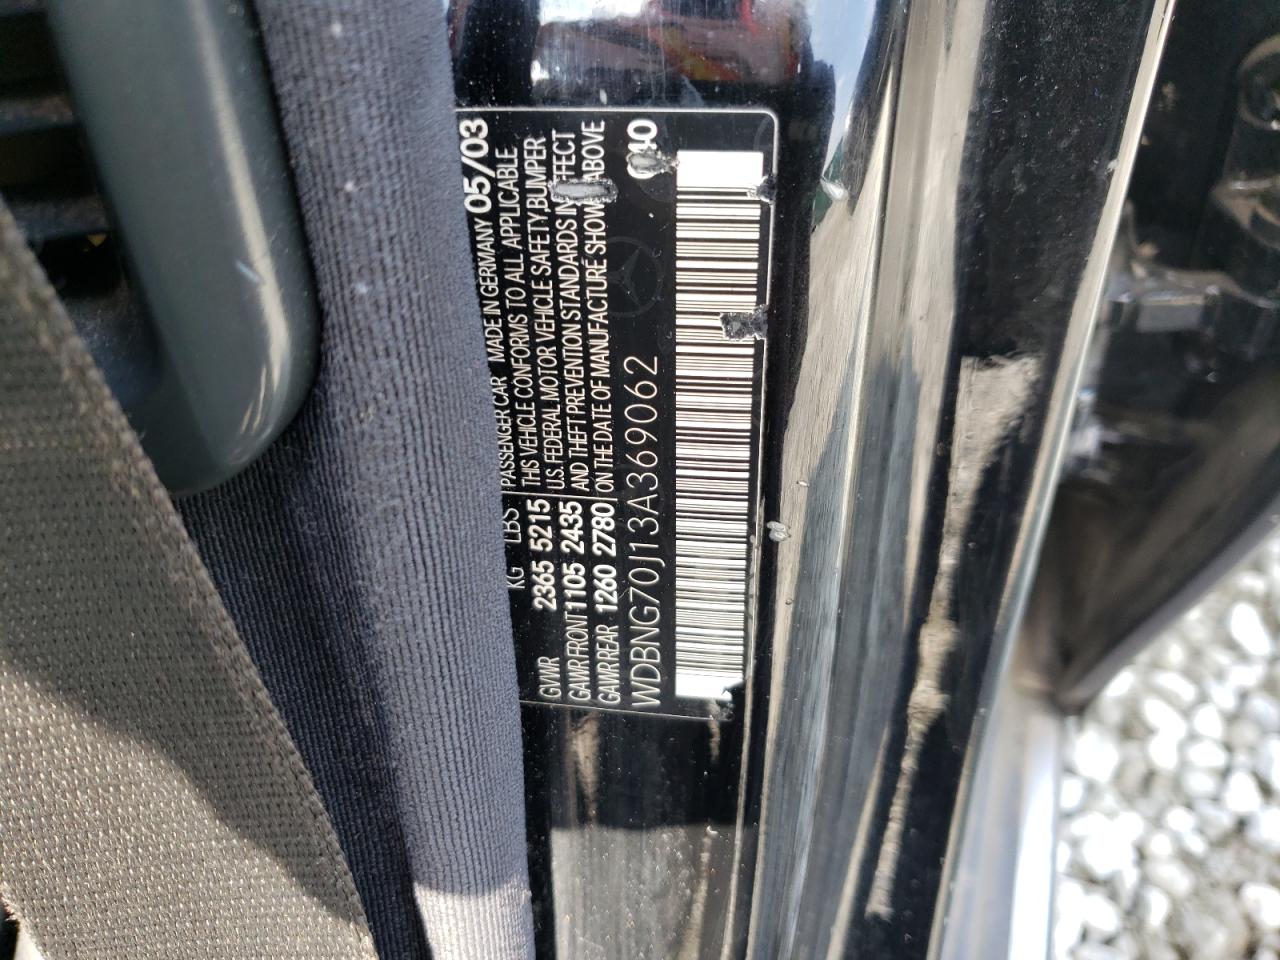 PASSENGER CAR MADE IN GERMANY 05/03
THIS VEHICLE CONFORMS TO ALL APPLICABLE
U.S. FEDERAL MOTOR VEHICLE SAFETY,BUMPER
AND THEFT PREVENTION STANDARDS IN EFFECT
ON THE DATE OF MANUFACTURE SHOWN ABOVE
KG LBS
GVWR 2365 5215
GAWR FRONT 1105 2435
GAWR REAR 1260 2780
WDBNG70J13A369062
040